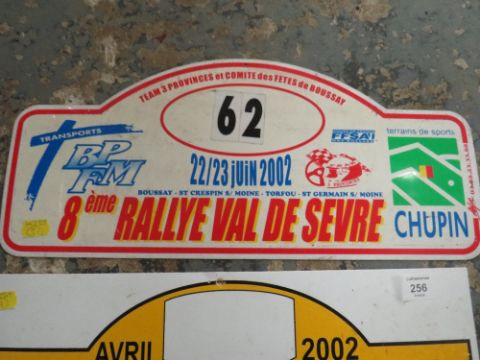 TEAM 3 PROVINCES et COMITE des FETES de BOUSSAY
62
TRANSPORTS
BP
FM
22/23 juin 2002
FFSA
terrains de sports
CHUPIN
BOUSSAY - ST CRESPIN S/ MOINE - TORFOU - ST GERMAIN S/ MOINE
8ème RALLYE VAL DE SEVRE
256
AVRIL 2002